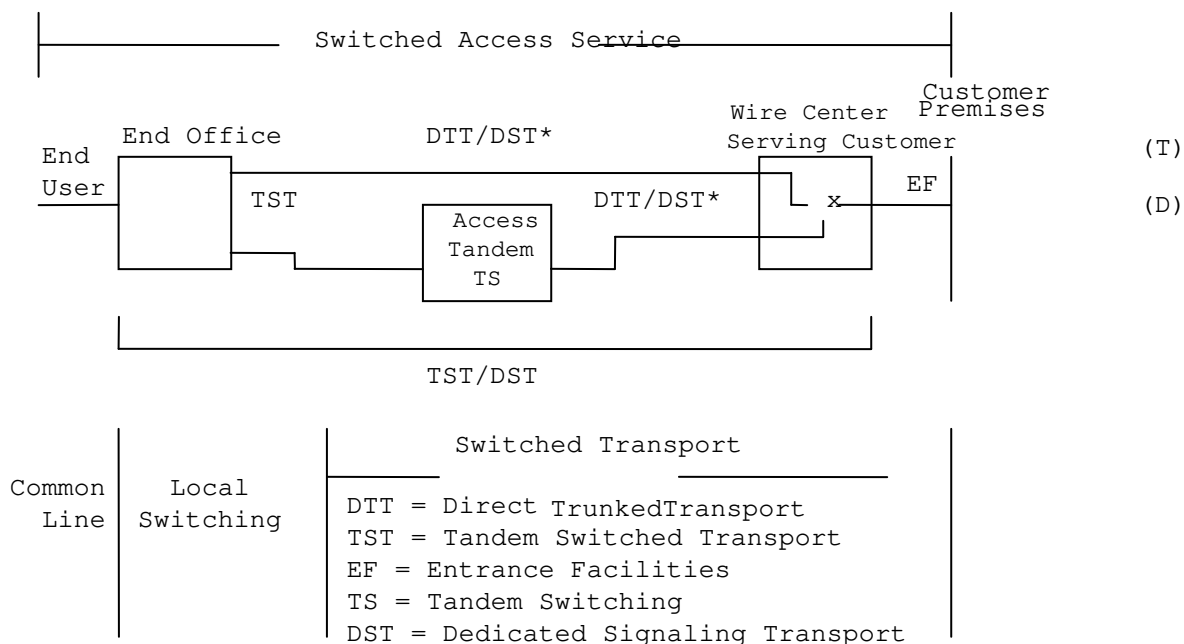 Switched Access Service
Customer
Premises
Wire Center
Serving Customer
End Office
DTT/DST*
(T)
End
User
TST
DTT/DST*
x
EF
(D)
Access
Tandem
TS
TST/DST
Switched Transport
Common
Line
Local
Switching
DTT = Direct TrunkedTransport
TST = Tandem Switched Transport
EF = Entrance Facilities
TS = Tandem Switching
DST = Dedicated Signaling Transport